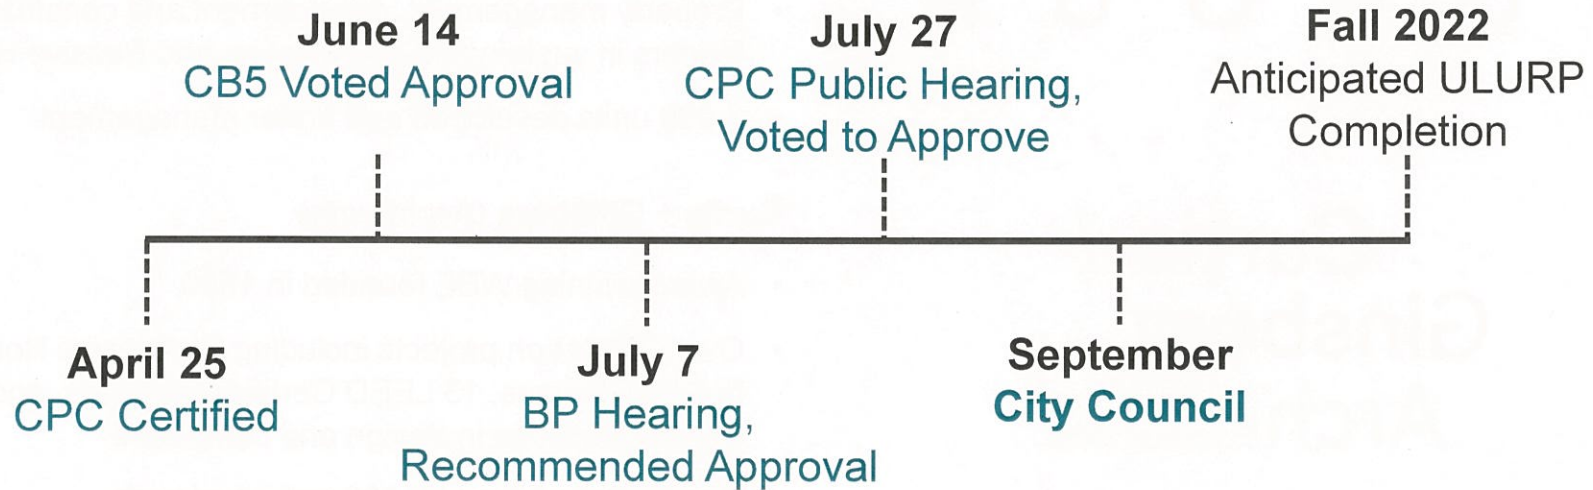 June 14
CB5 Voted Approval
July 27
CPC Public Hearing,
Voted to Approve
Fall 2022
Anticipated ULURP
Completion
April 25
CPC Certified
July 7
BP Hearing,
Recommended Approval
September
City Council